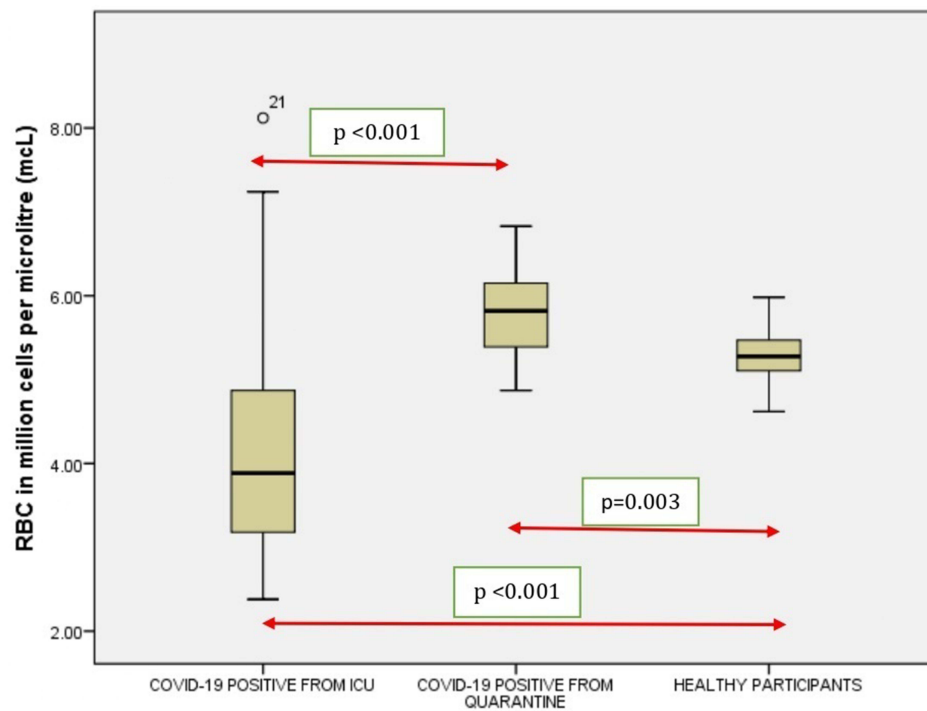 RBC in million cells per microlitre (mcL)
8.00
6.00
4.00
2.00
21
p <0.001
p=0.003
p <0.001
COVID-19 POSITIVE FROM ICU
COVID-19 POSITIVE FROM
QUARANTINE
HEALTHY PARTICIPANTS